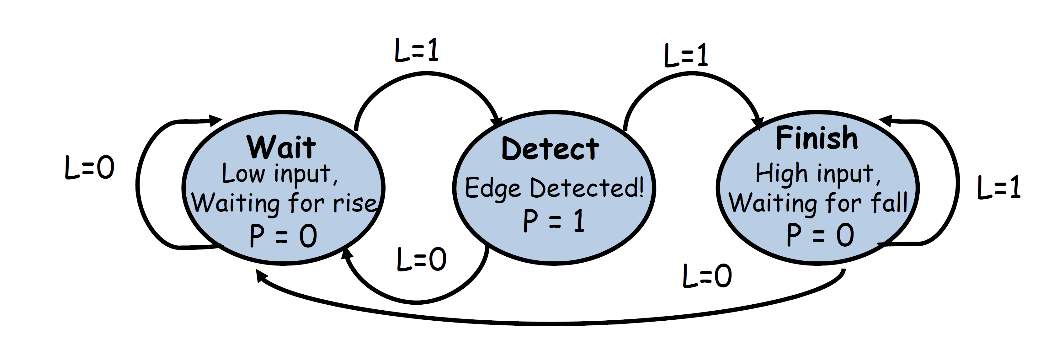 L=1
L=1
Wait
Low input,
Waiting for rise
P = 0
Detect
Edge Detected!
P = 1
Finish
High input,
Waiting for fall
P = 0
L=0
L=1
L=0
L=0